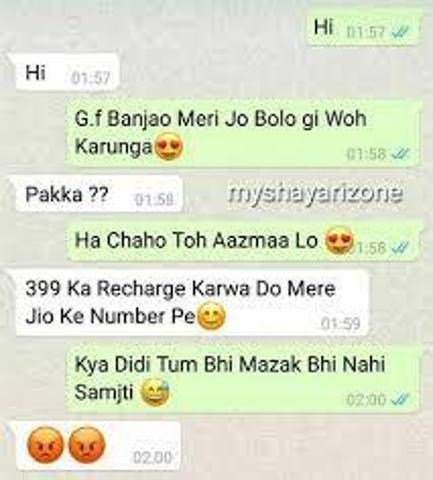 Hi 01:57
Hi 01:57
G.f Banjao Meri Jo Bolo gi Woh
Karunga😍 01:58
Pakka ?? 01:58
myshayarizone
Ha Chaho Toh Aazmaa Lo 😍 01:58
399 Ka Recharge Karwa Do Mere
Jio Ke Number Pe😊 01:59
Kya Didi Tum Bhi Mazak Bhi Nahi
Samjti 😅 02:00
😡😡 02.00